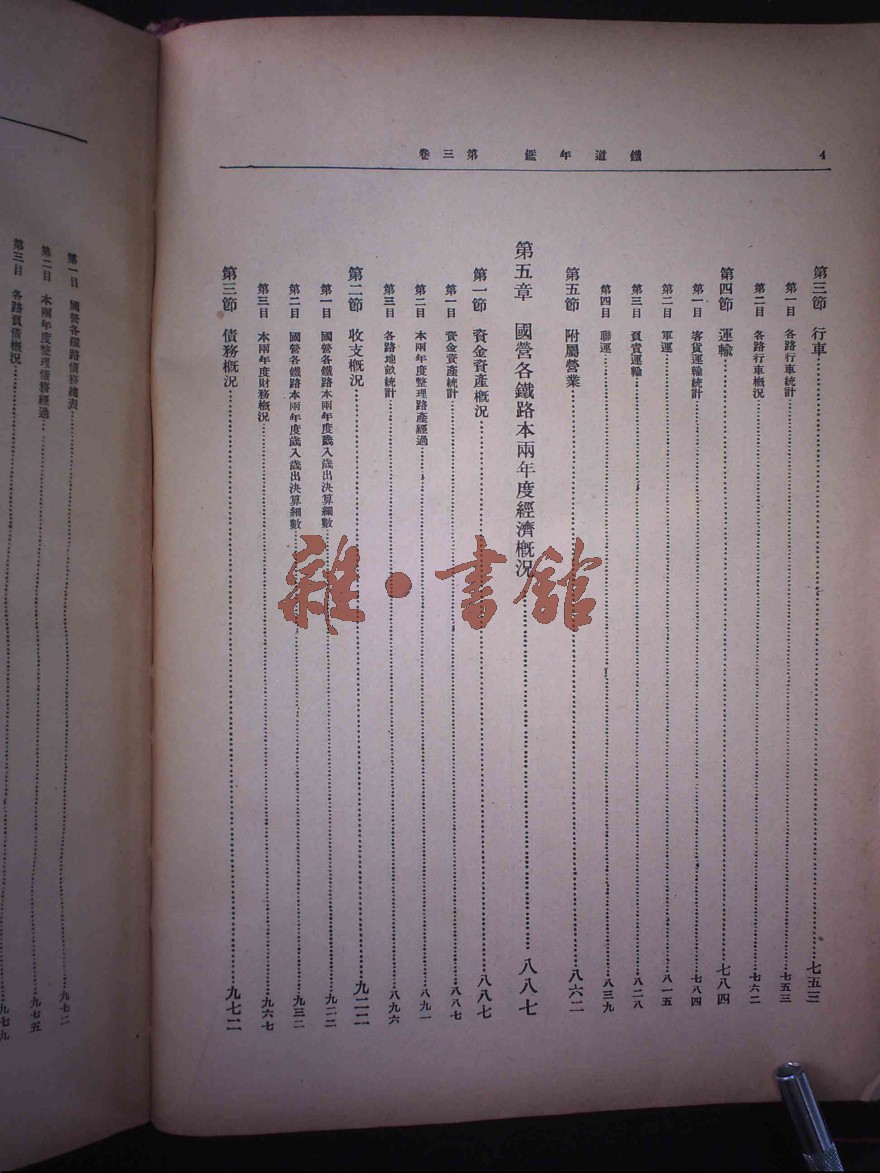 鐵道年鑑 第三卷
4
第三節 行車 七五三
第一目 各路行車統計 七五三
第二目 各路行車概況 七六二
第四節 運輸 七八四
第一目 客貨運輸統計 七八四
第二目 軍運 八一五
第三目 負責運輸 八二八
第四目 聯運 八三九
第五節 附屬營業 八六二
第五章 國營各鐵路本兩年度經濟概況 八八七
第一節 資金資產概況 八八七
第一目 資金資產統計 八八七
第二目 本兩年度整理路產經過 八九一
第三目 各路地畝統計 八九六
第二節 收支概況 九二二
第一目 國營各鐵路本兩年度歲入歲出決算綱數 九二二
第二目 國營各鐵路本兩年度歲入歲出決算細數 九三二
第三目 本兩年度財務概況 九六七
第三節 債務概況 九七二
第一目 國營各鐵路債務總表 九七二
第二目 本兩年度整理債務經過 九七五
第三目 各路負債概況 九七九
雜·書館